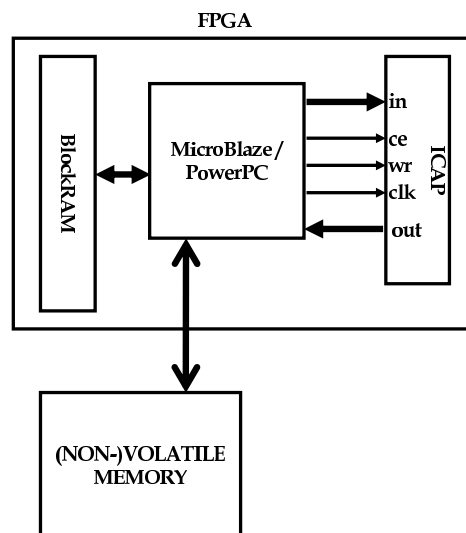 FPGA
BlockRAM
MicroBlaze/
PowerPC
in
ce
wr
clk
out
ICAP
(NON-)VOLATILE
MEMORY